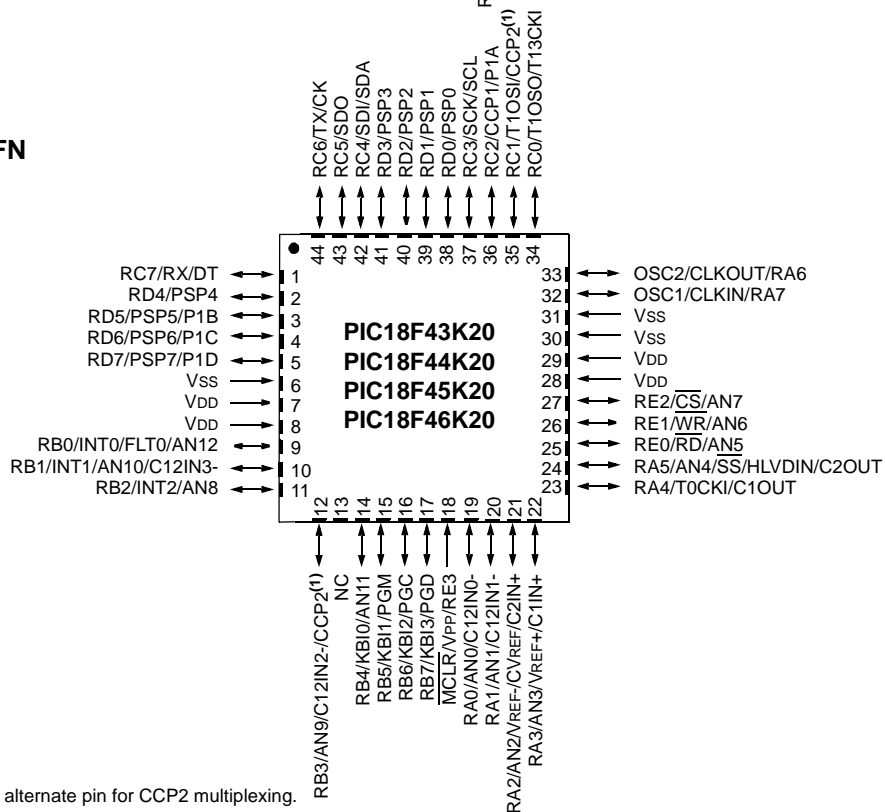 FN
RC6/TX/CK
RC5/SDO
RC4/SDI/SDA
RD3/PSP3
RD2/PSP2
RD1/PSP1
RD0/PSP0
RC3/SCK/SCL
RC2/CCP1/P1A
RC1/T1OSI/CCP2(1)
RC0/T1OSO/T13CKI
44 43 42 41 40 39 38 37 36 35 34
RC7/RX/DT 1
RD4/PSP4 2
RD5/PSP5/P1B 3
RD6/PSP6/P1C 4
RD7/PSP7/P1D 5
VSS 6
VDD 7
VDD 8
RB0/INT0/FLT0/AN12 9
RB1/INT1/AN10/C12IN3- 10
RB2/INT2/AN8 11
PIC18F43K20
PIC18F44K20
PIC18F45K20
PIC18F46K20
33 OSC2/CLKOUT/RA6
32 OSC1/CLKIN/RA7
31 VSS
30 VSS
29 VDD
28 VDD
27 RE2/CS/AN7
26 RE1/WR/AN6
25 RE0/RD/AN5
24 RA5/AN4/SS/HLVDIN/C2OUT
23 RA4/T0CKI/C1OUT
12 13 14 15 16 17 18 19 20 21 22
RB3/AN9/C12IN2-/CCP2(1)
NC
RB4/KBI0/AN11
RB5/KBI1/PGM
RB6/KBI2/PGC
RB7/KBI3/PGD
MCLR/VPP/RE3
RA0/AN0/C12IN0-
RA1/AN1/C12IN1-
RA2/AN2/VREF-/CVREF/C2IN+
RA3/AN3/VREF+/C1IN+
alternate pin for CCP2 multiplexing.